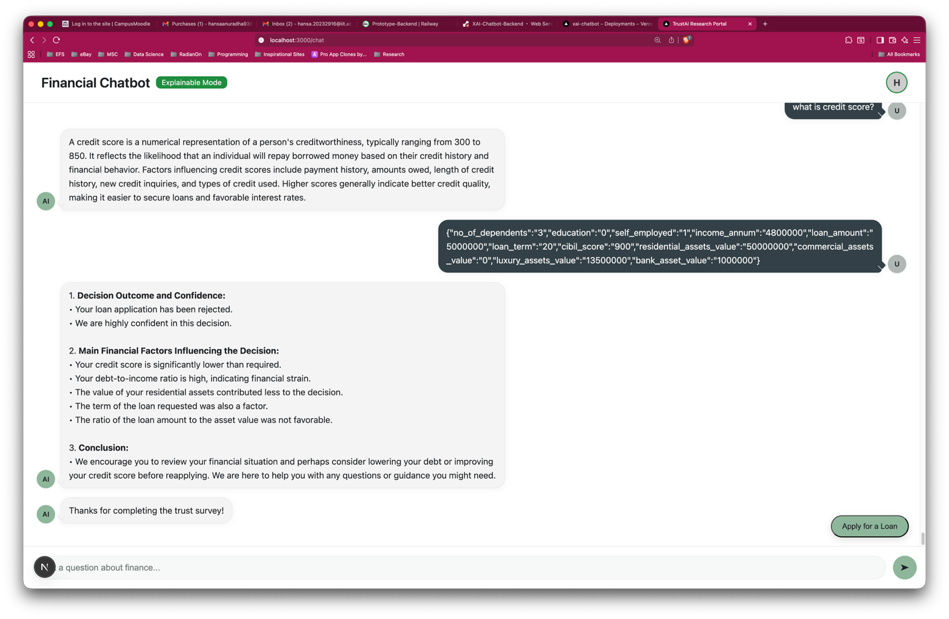 Log in to the site | CampusMoodle
Purchases (1) - hansaanuradha93
Inbox (2) - hansa.20232916@iit.a
Prototype-Backend | Railway
XAI-Chatbot-Backend • Web Ser
xai-chatbot – Deployments – Ver
TrustAI Research Portal
localhost:3000/chat
EFS
eBay
MSC
Data Science
RadianOn
Programming
Inspirational Sites
Pro App Clones by...
Research
All Bookmarks
Financial Chatbot
Explainable Mode
H
what is credit score?
U
A credit score is a numerical representation of a person's creditworthiness, typically ranging from 300 to
850. It reflects the likelihood that an individual will repay borrowed money based on their credit history and
financial behavior. Factors influencing credit scores include payment history, amounts owed, length of credit
history, new credit inquiries, and types of credit used. Higher scores generally indicate better credit quality,
making it easier to secure loans and favorable interest rates.
AI
{"no_of_dependents":"3","education":"0","self_employed":"1","income_annum":"4800000","loan_amount":"
5000000","loan_term":"20","cibil_score":"900","residential_assets_value":"50000000","commercial_assets
_value":"0","luxury_assets_value":"13500000","bank_asset_value":"1000000"}
U
1. Decision Outcome and Confidence:
• Your loan application has been rejected.
• We are highly confident in this decision.
2. Main Financial Factors Influencing the Decision:
• Your credit score is significantly lower than required.
• Your debt-to-income ratio is high, indicating financial strain.
• The value of your residential assets contributed less to the decision.
• The term of the loan requested was also a factor.
• The ratio of the loan amount to the asset value was not favorable.
3. Conclusion:
• We encourage you to review your financial situation and perhaps consider lowering your debt or improving
your credit score before reapplying. We are here to help you with any questions or guidance you might need.
AI
Thanks for completing the trust survey!
AI
Apply for a Loan
N
a question about finance...